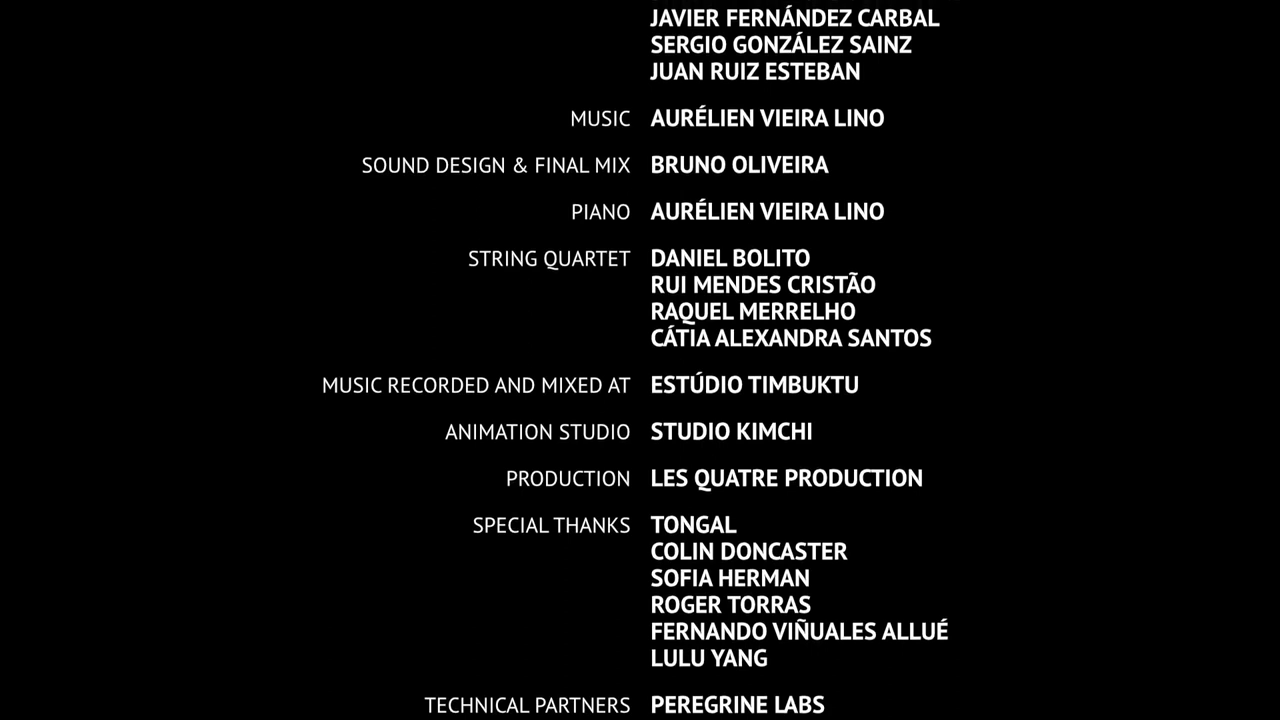 JAVIER FERNÁNDEZ CARBAL
SERGIO GONZÁLEZ SAINZ
JUAN RUIZ ESTEBAN
MUSIC AURÉLIEN VIEIRA LINO
SOUND DESIGN & FINAL MIX BRUNO OLIVEIRA
PIANO AURÉLIEN VIEIRA LINO
STRING QUARTET DANIEL BOLITO
RUI MENDES CRISTÃO
RAQUEL MERRELHO
CÁTIA ALEXANDRA SANTOS
MUSIC RECORDED AND MIXED AT ESTÚDIO TIMBUKTU
ANIMATION STUDIO STUDIO KIMCHI
PRODUCTION LES QUATRE PRODUCTION
SPECIAL THANKS TONGAL
COLIN DONCASTER
SOFIA HERMAN
ROGER TORRAS
FERNANDO VIÑUALES ALLUÉ
LULU YANG
TECHNICAL PARTNERS PEREGRINE LABS